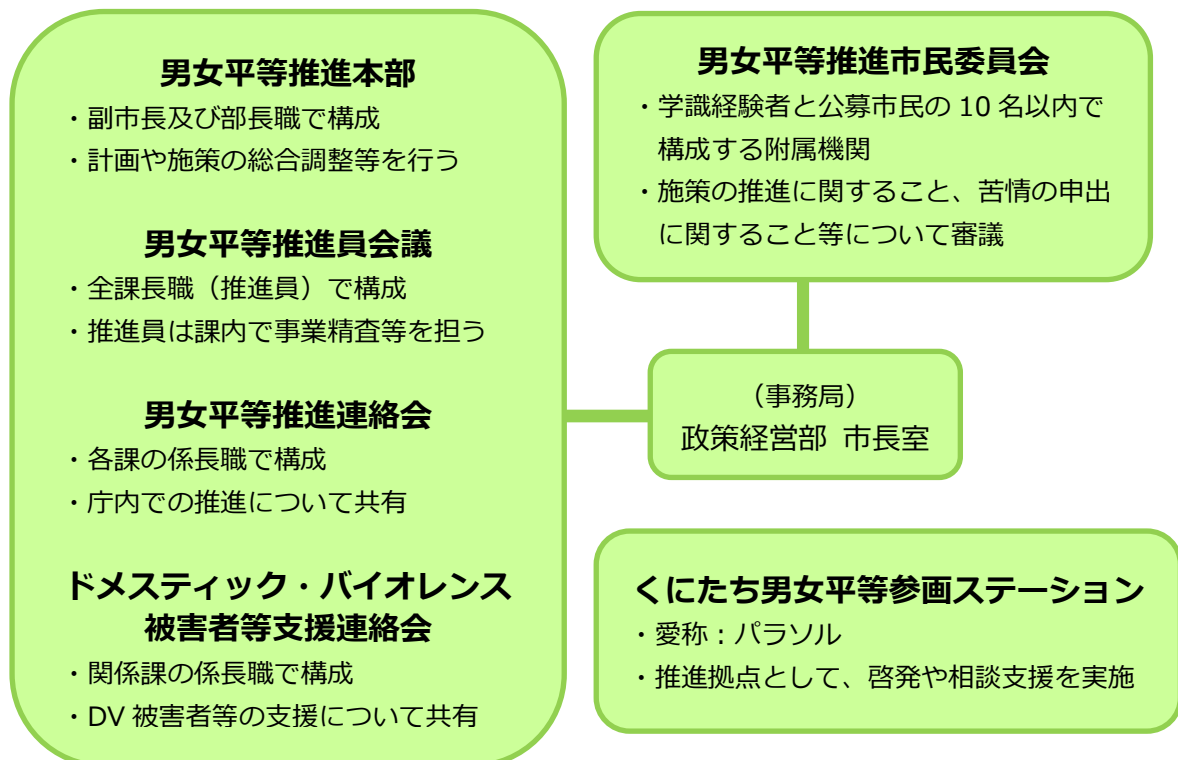 男女平等推進本部
・副市長及び部長職で構成
・計画や施策の総合調整等を行う
男女平等推進員会議
・全課長職（推進員）で構成
・推進員は課内で事業精査等を担う
男女平等推進連絡会
・各課の係長職で構成
・庁内での推進について共有
ドメスティック・バイオレンス
被害者等支援連絡会
・関係課の係長職で構成
・DV 被害者等の支援について共有
男女平等推進市民委員会
・学識経験者と公募市民の 10 名以内で
構成する附属機関
・施策の推進に関すること、苦情の申出
に関すること等について審議
（事務局）
政策経営部 市長室
くにたち男女平等参画ステーション
・愛称：パラソル
・推進拠点として、啓発や相談支援を実施